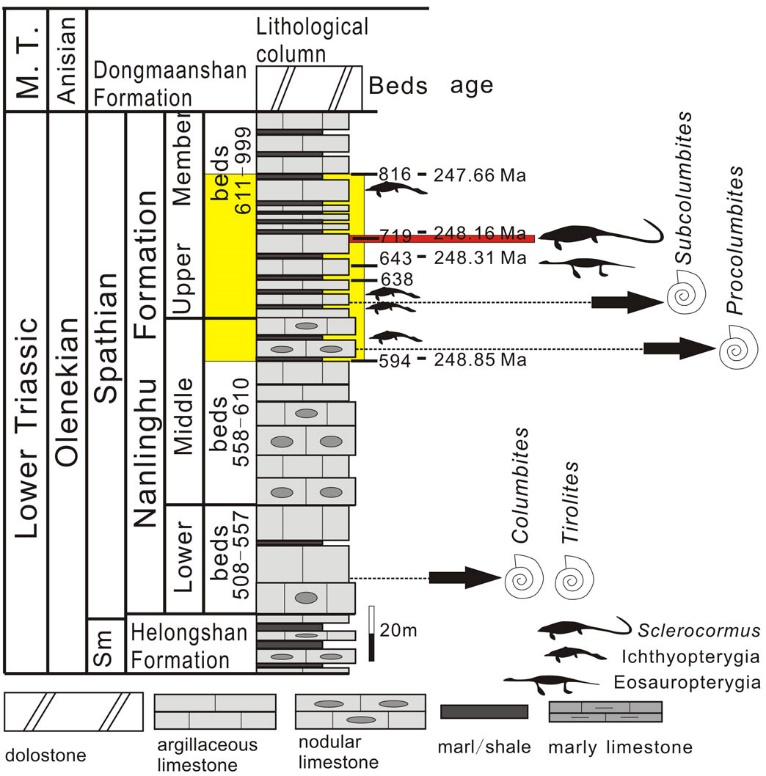 M. T.
Anisian
Dongmaanshan
Formation
Lithological
column
Beds age
Lower Triassic
Olenekian
Spathian
Sm
Nanlinghu Formation
Upper Member
beds
611-999
Middle
beds
558-610
Lower
beds
508-557
Helongshan
Formation
816 - 247.66 Ma
719 - 248.16 Ma
643 - 248.31 Ma
638
594 - 248.85 Ma
Subcolumbites
Procolumbites
Columbites
Tirolites
20m
Sclerocormus
Ichthyopterygia
Eosauropterygia
dolostone
argillaceous
limestone
nodular
limestone
marl/shale
marly limestone